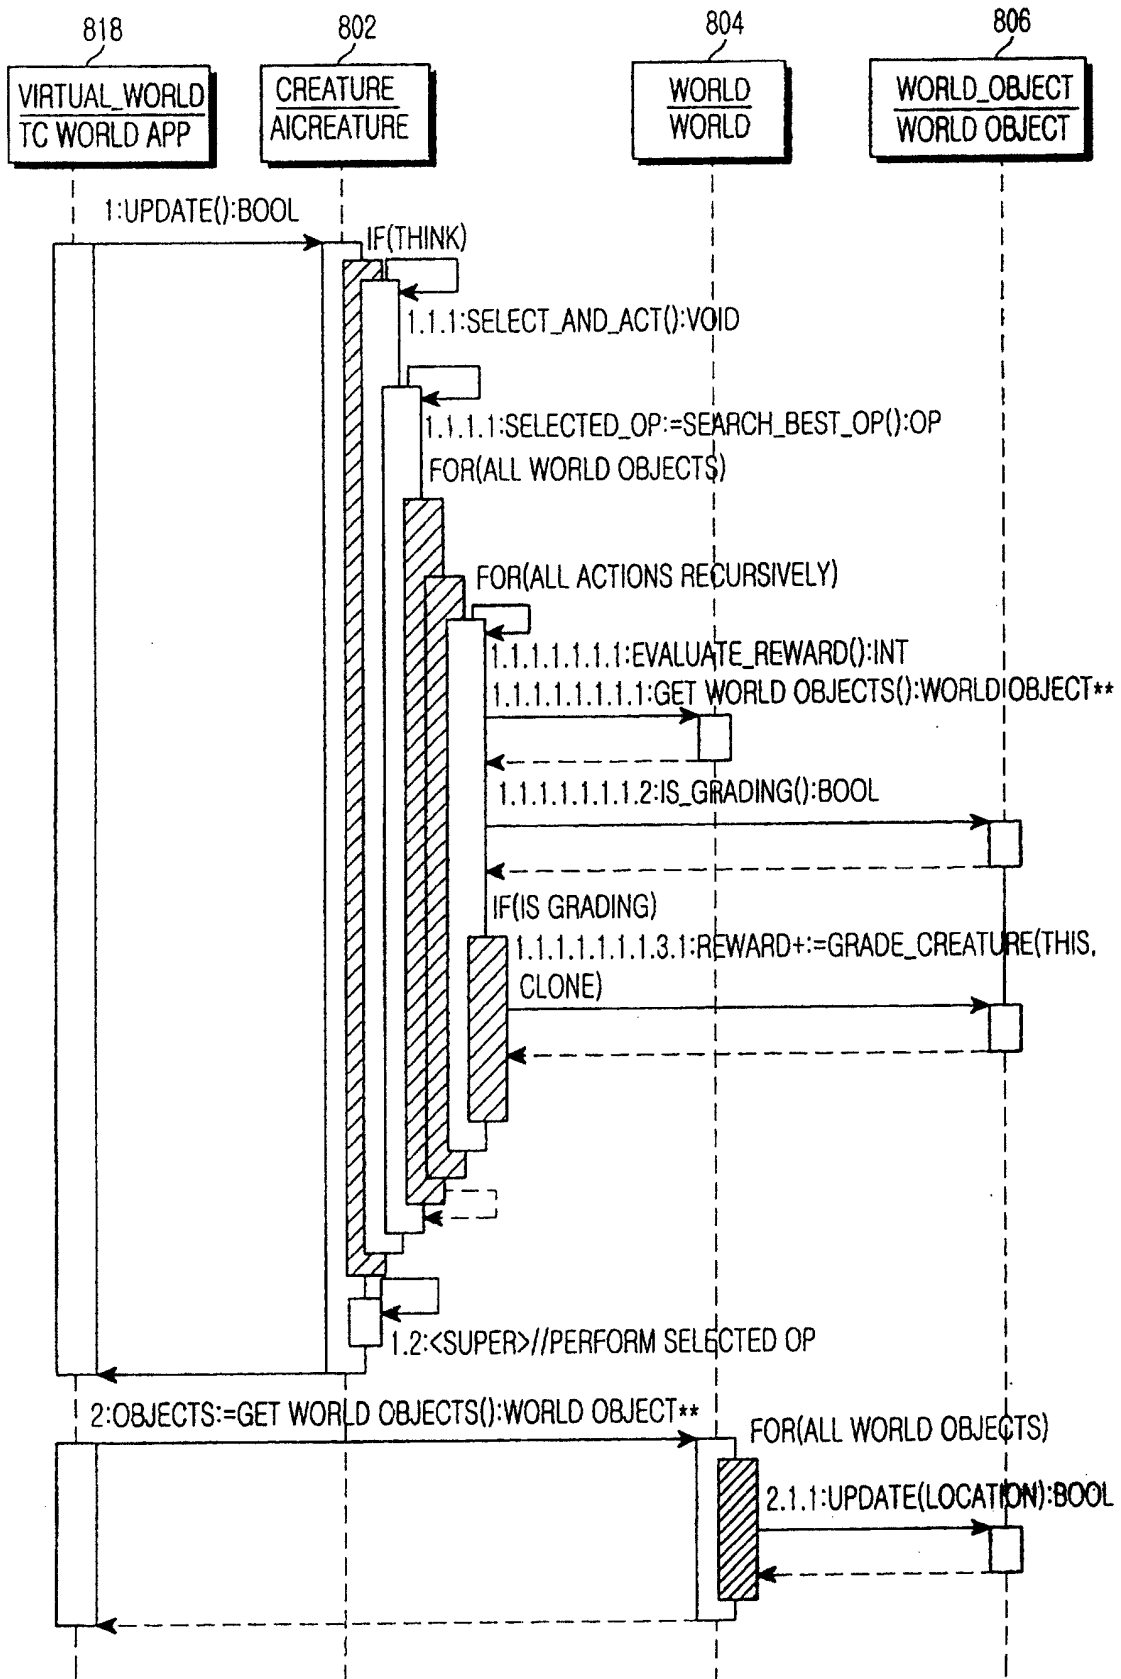 818
802
804
806
VIRTUAL_WORLD
TC WORLD APP
CREATURE
AICREATURE
WORLD
WORLD
WORLD_OBJECT
WORLD OBJECT
1:UPDATE():BOOL
IF(THINK)
1.1.1:SELECT_AND_ACT():VOID
1.1.1.1:SELECTED_OP:=SEARCH_BEST_OP():OP
FOR(ALL WORLD OBJECTS)
FOR(ALL ACTIONS RECURSIVELY)
1.1.1.1.1.1.1:EVALUATE_REWARD():INT
1.1.1.1.1.1.1.1:GET WORLD OBJECTS():WORLD OBJECT**
1.1.1.1.1.1.1.2:IS_GRADING():BOOL
IF(IS GRADING)
1.1.1.1.1.1.1.3.1:REWARD+:=GRADE_CREATURE(THIS,
CLONE)
1.2:<SUPER>//PERFORM SELECTED OP
2:OBJECTS:=GET WORLD OBJECTS():WORLD OBJECT**
FOR(ALL WORLD OBJECTS)
2.1.1:UPDATE(LOCATION):BOOL